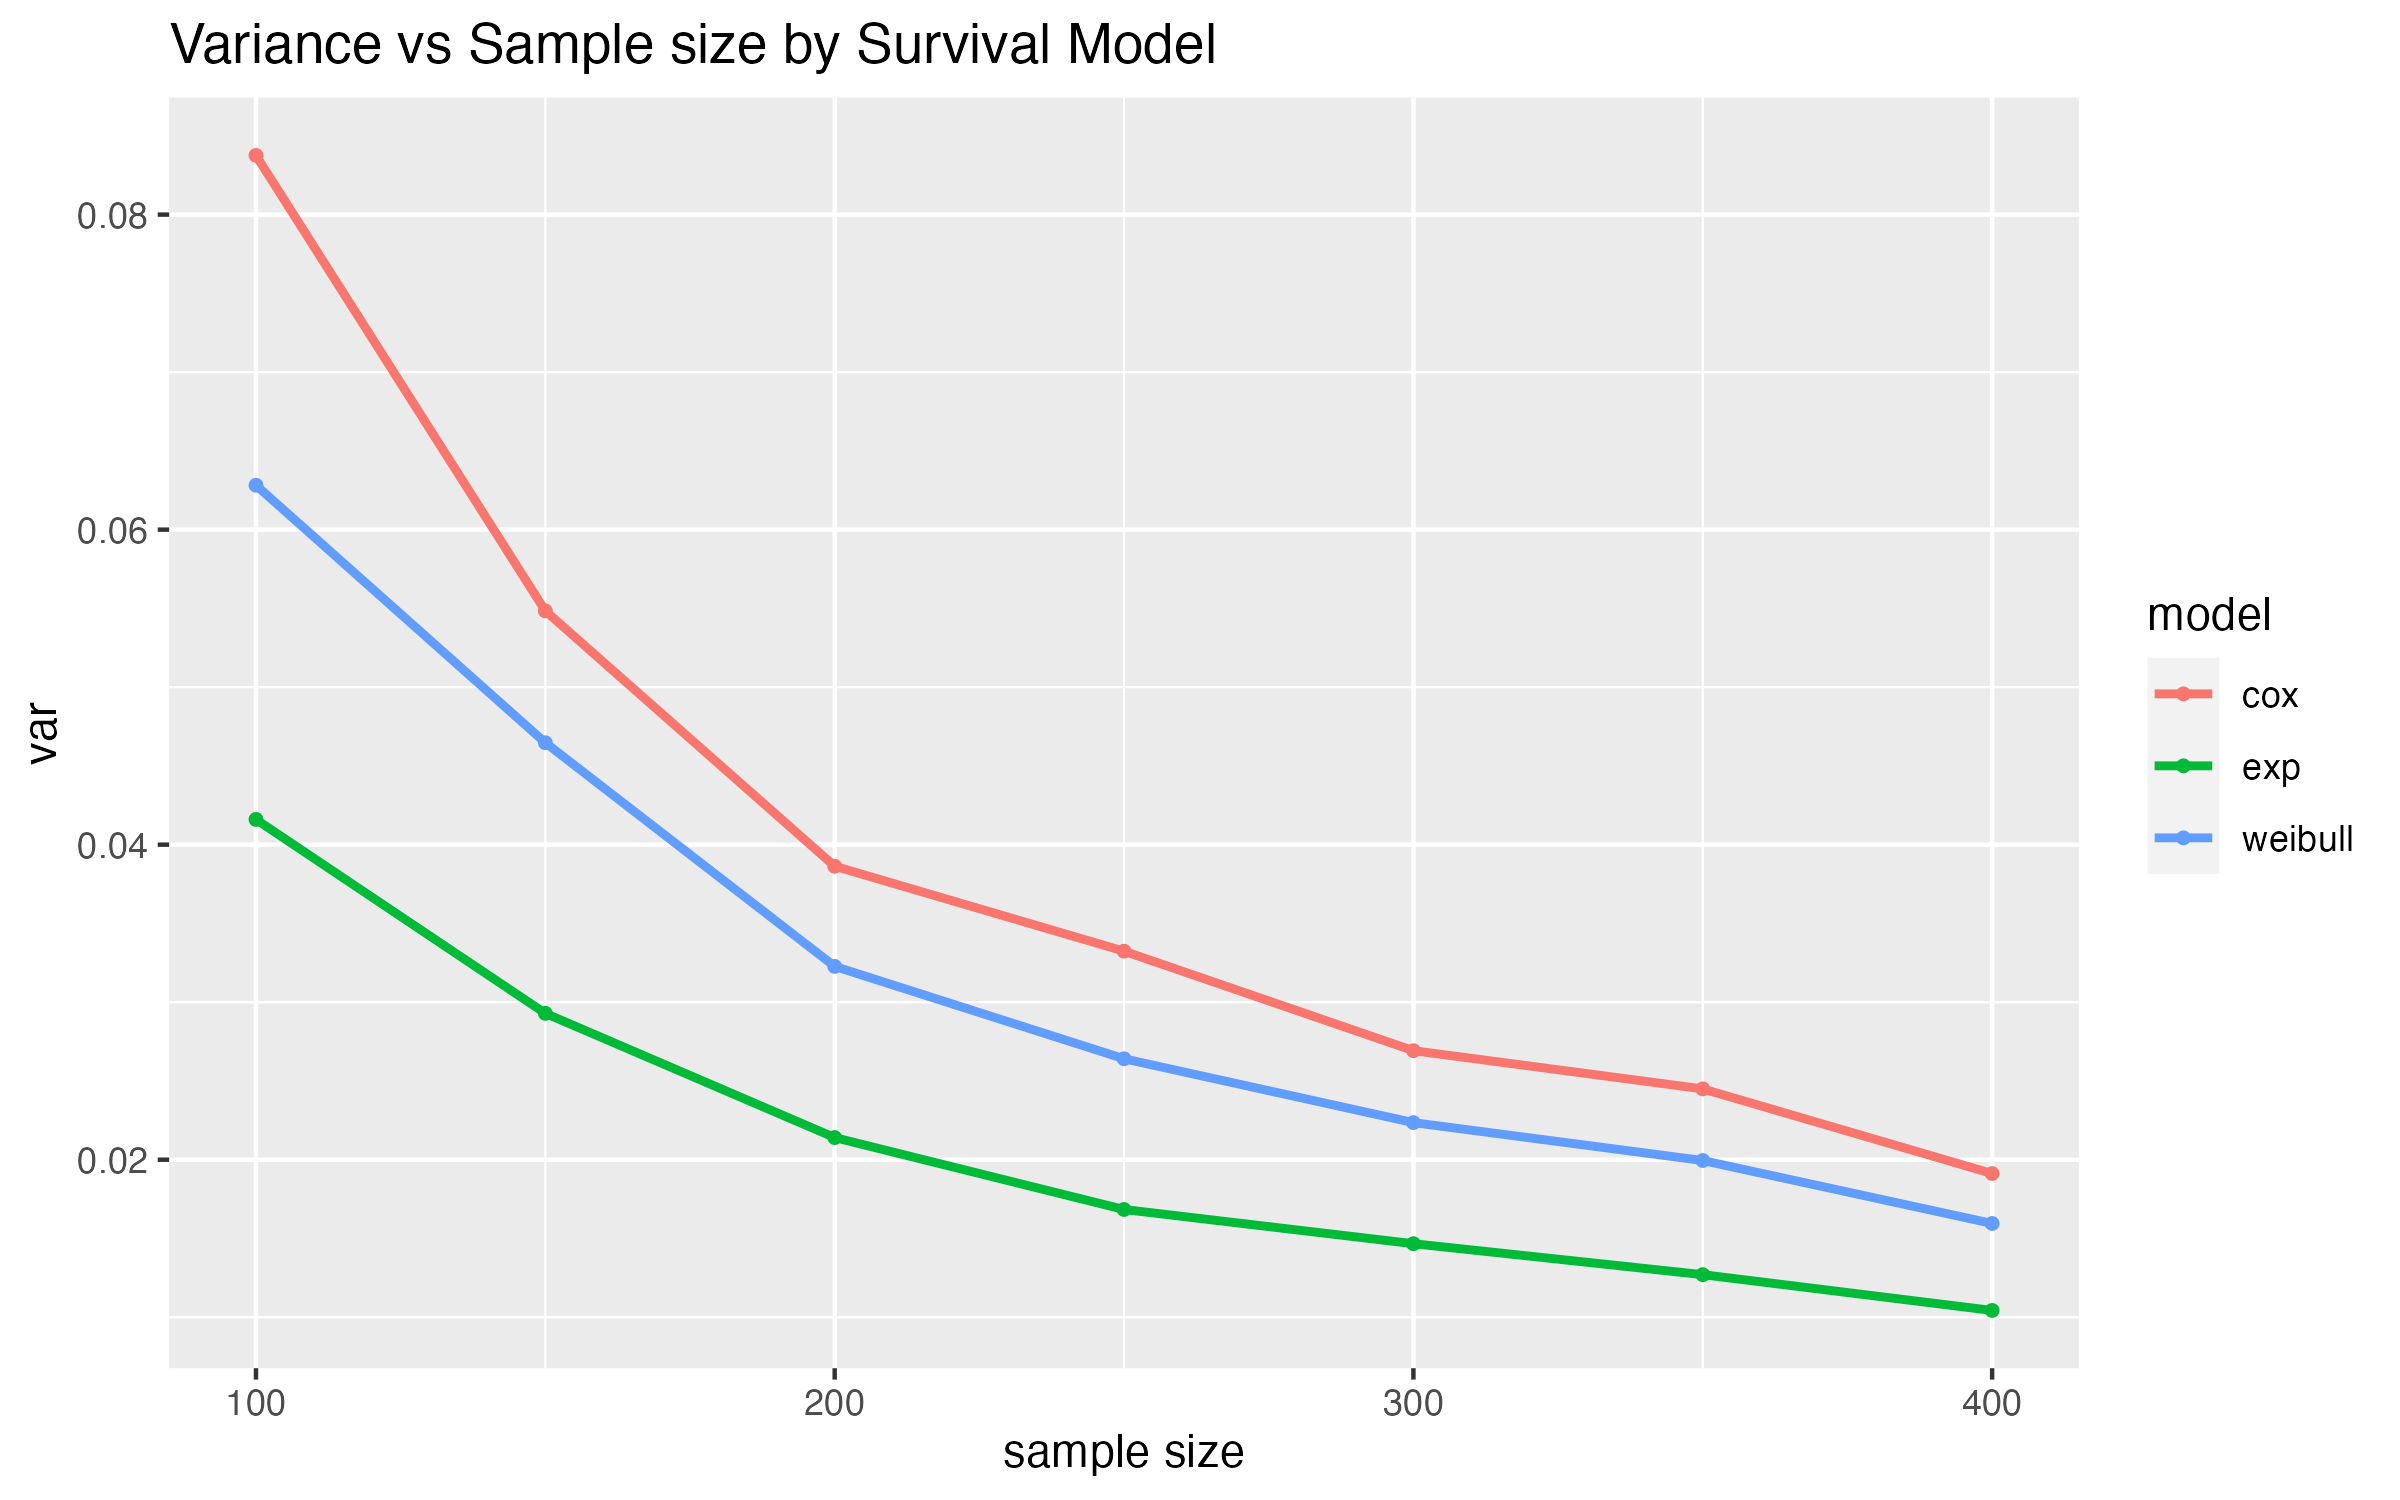 Variance vs Sample size by Survival Model
var
0.08
0.06
0.04
0.02
100
200
300
400
sample size
model
cox
exp
weibull